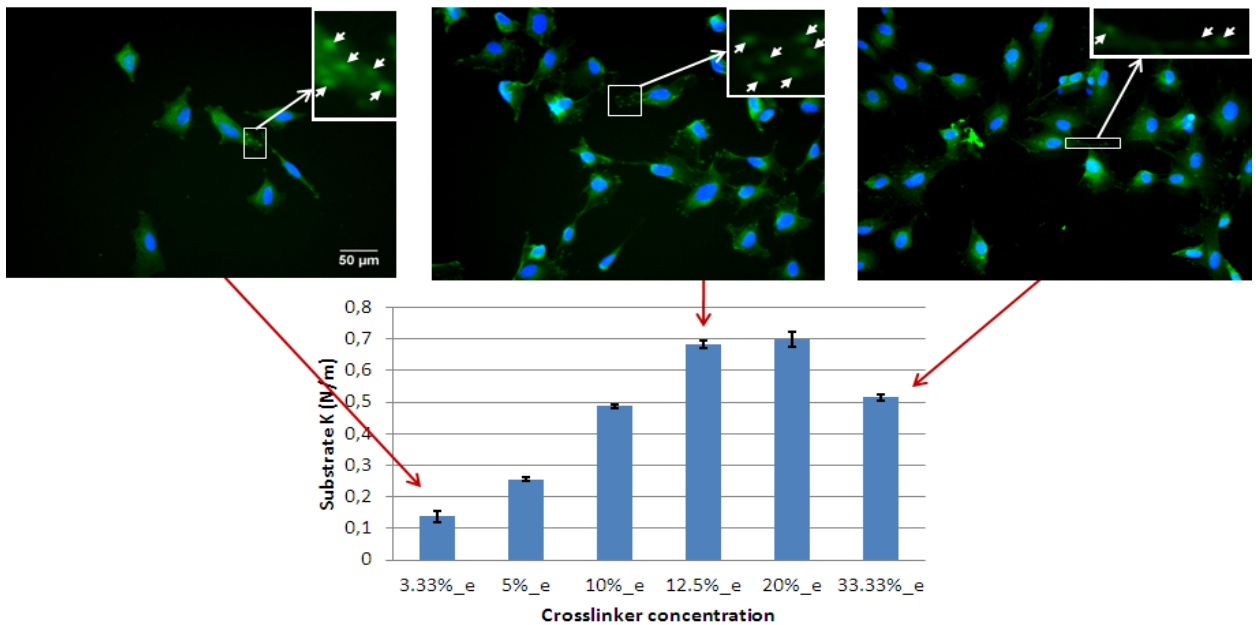 50 µm
Substrate K (N/m)
0,8
0,7
0,6
0,5
0,4
0,3
0,2
0,1
0
3.33%_e 5%_e 10%_e 12.5%_e 20%_e 33.33%_e
Crosslinker concentration